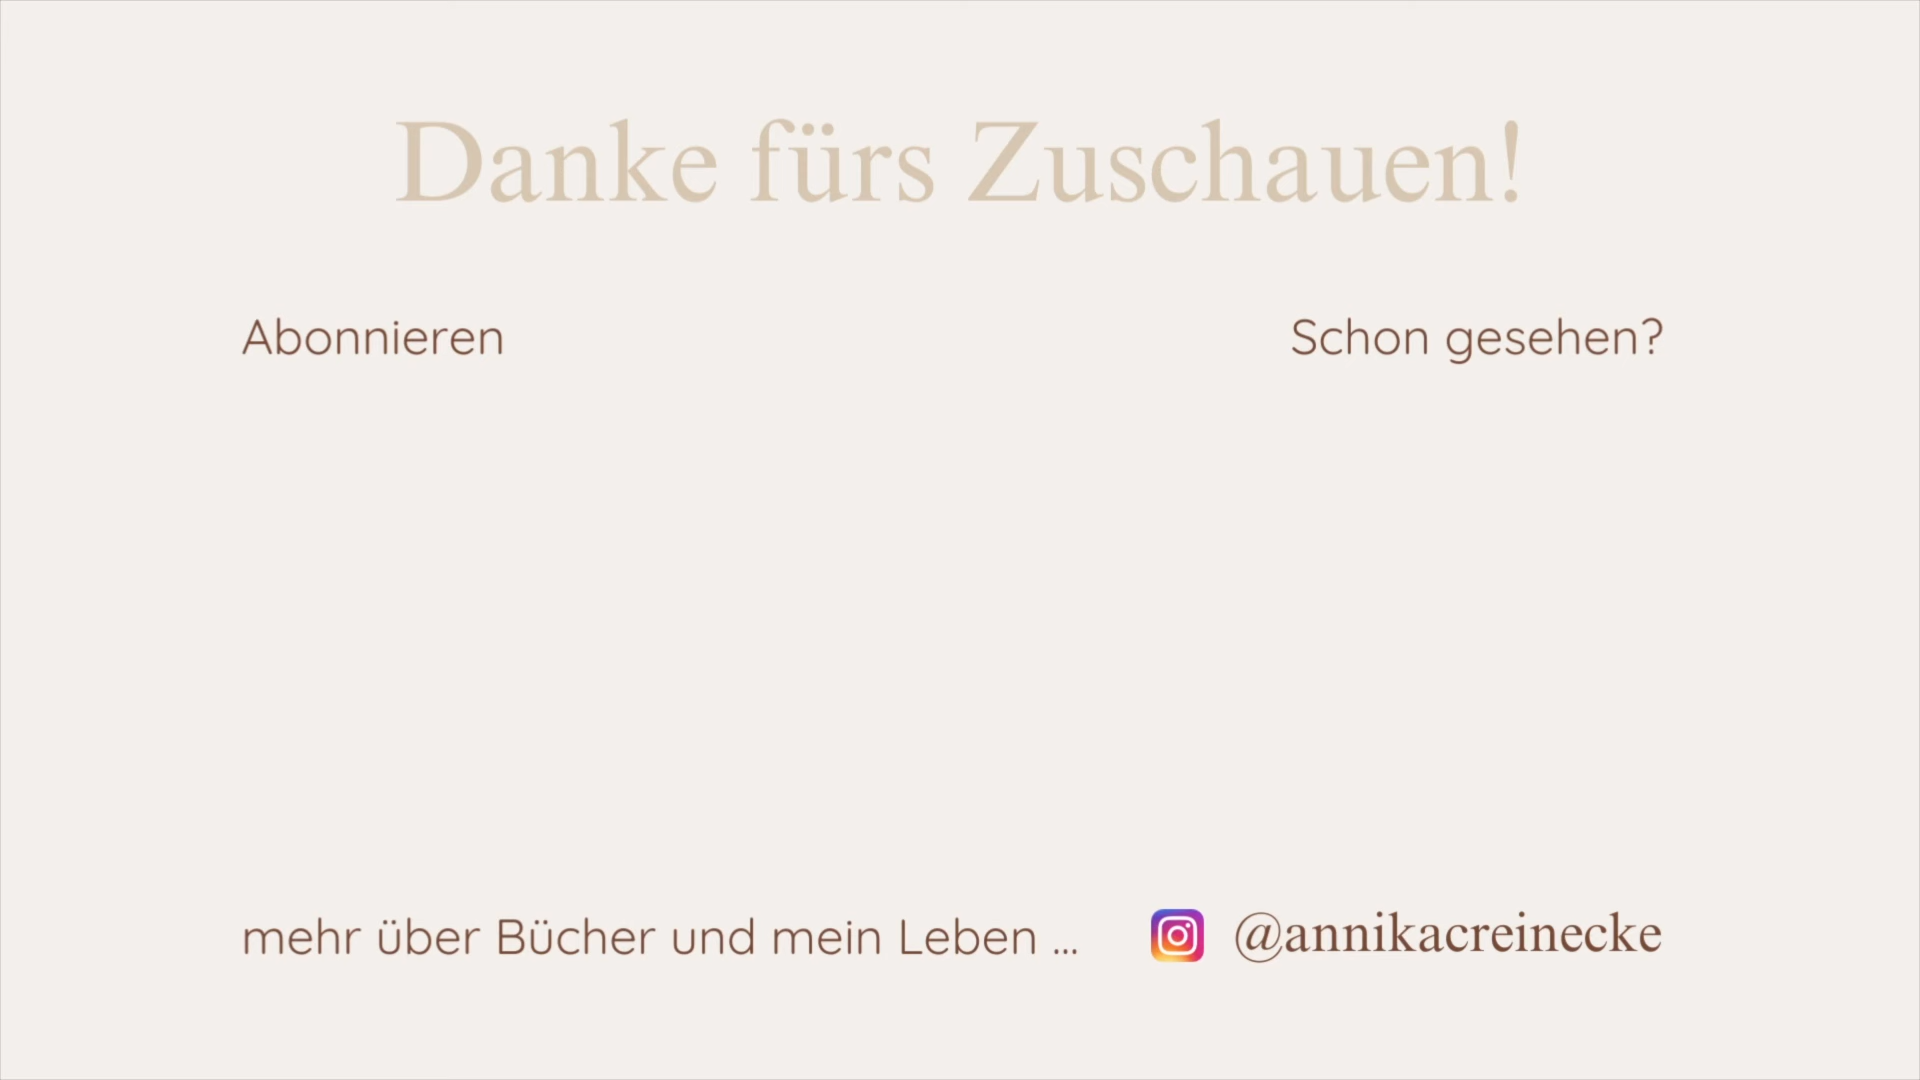 Danke fürs Zuschauen!
Abonnieren
Schon gesehen?
mehr über Bücher und mein Leben ...
@annikacreinecke